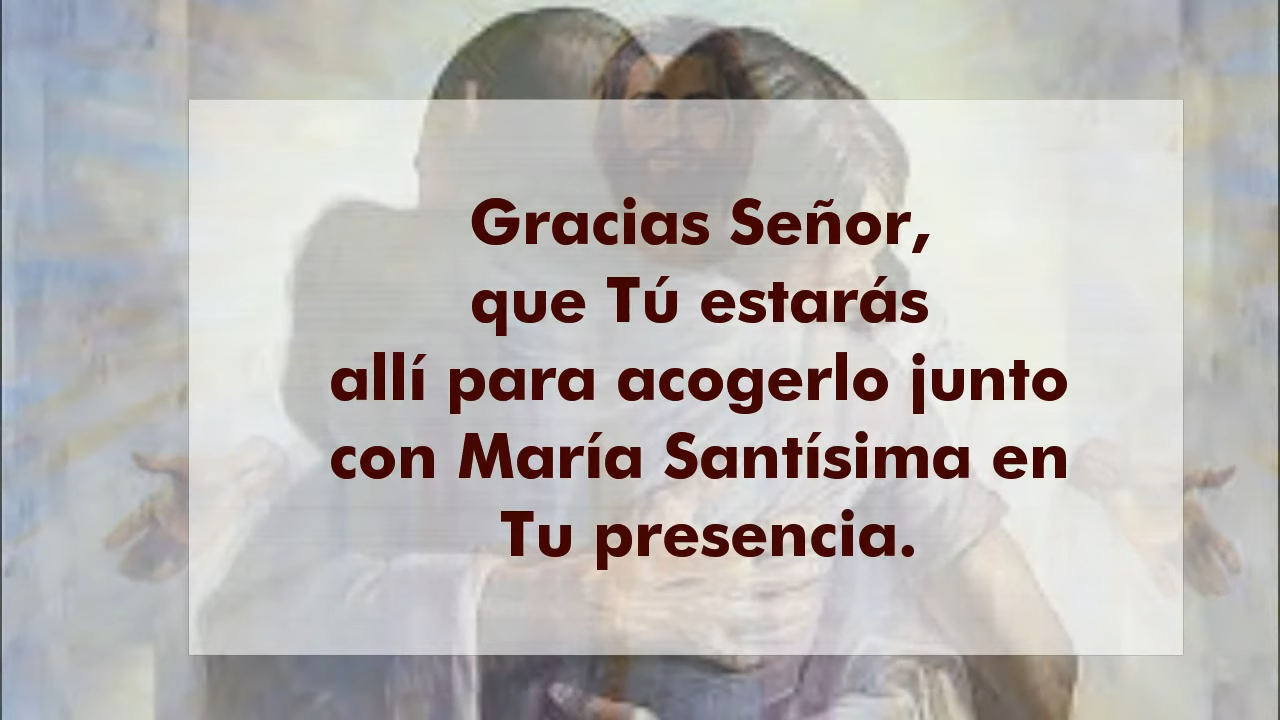 Gracias Señor,
que Tú estarás
allí para acogerlo junto
con María Santísima en
Tu presencia.